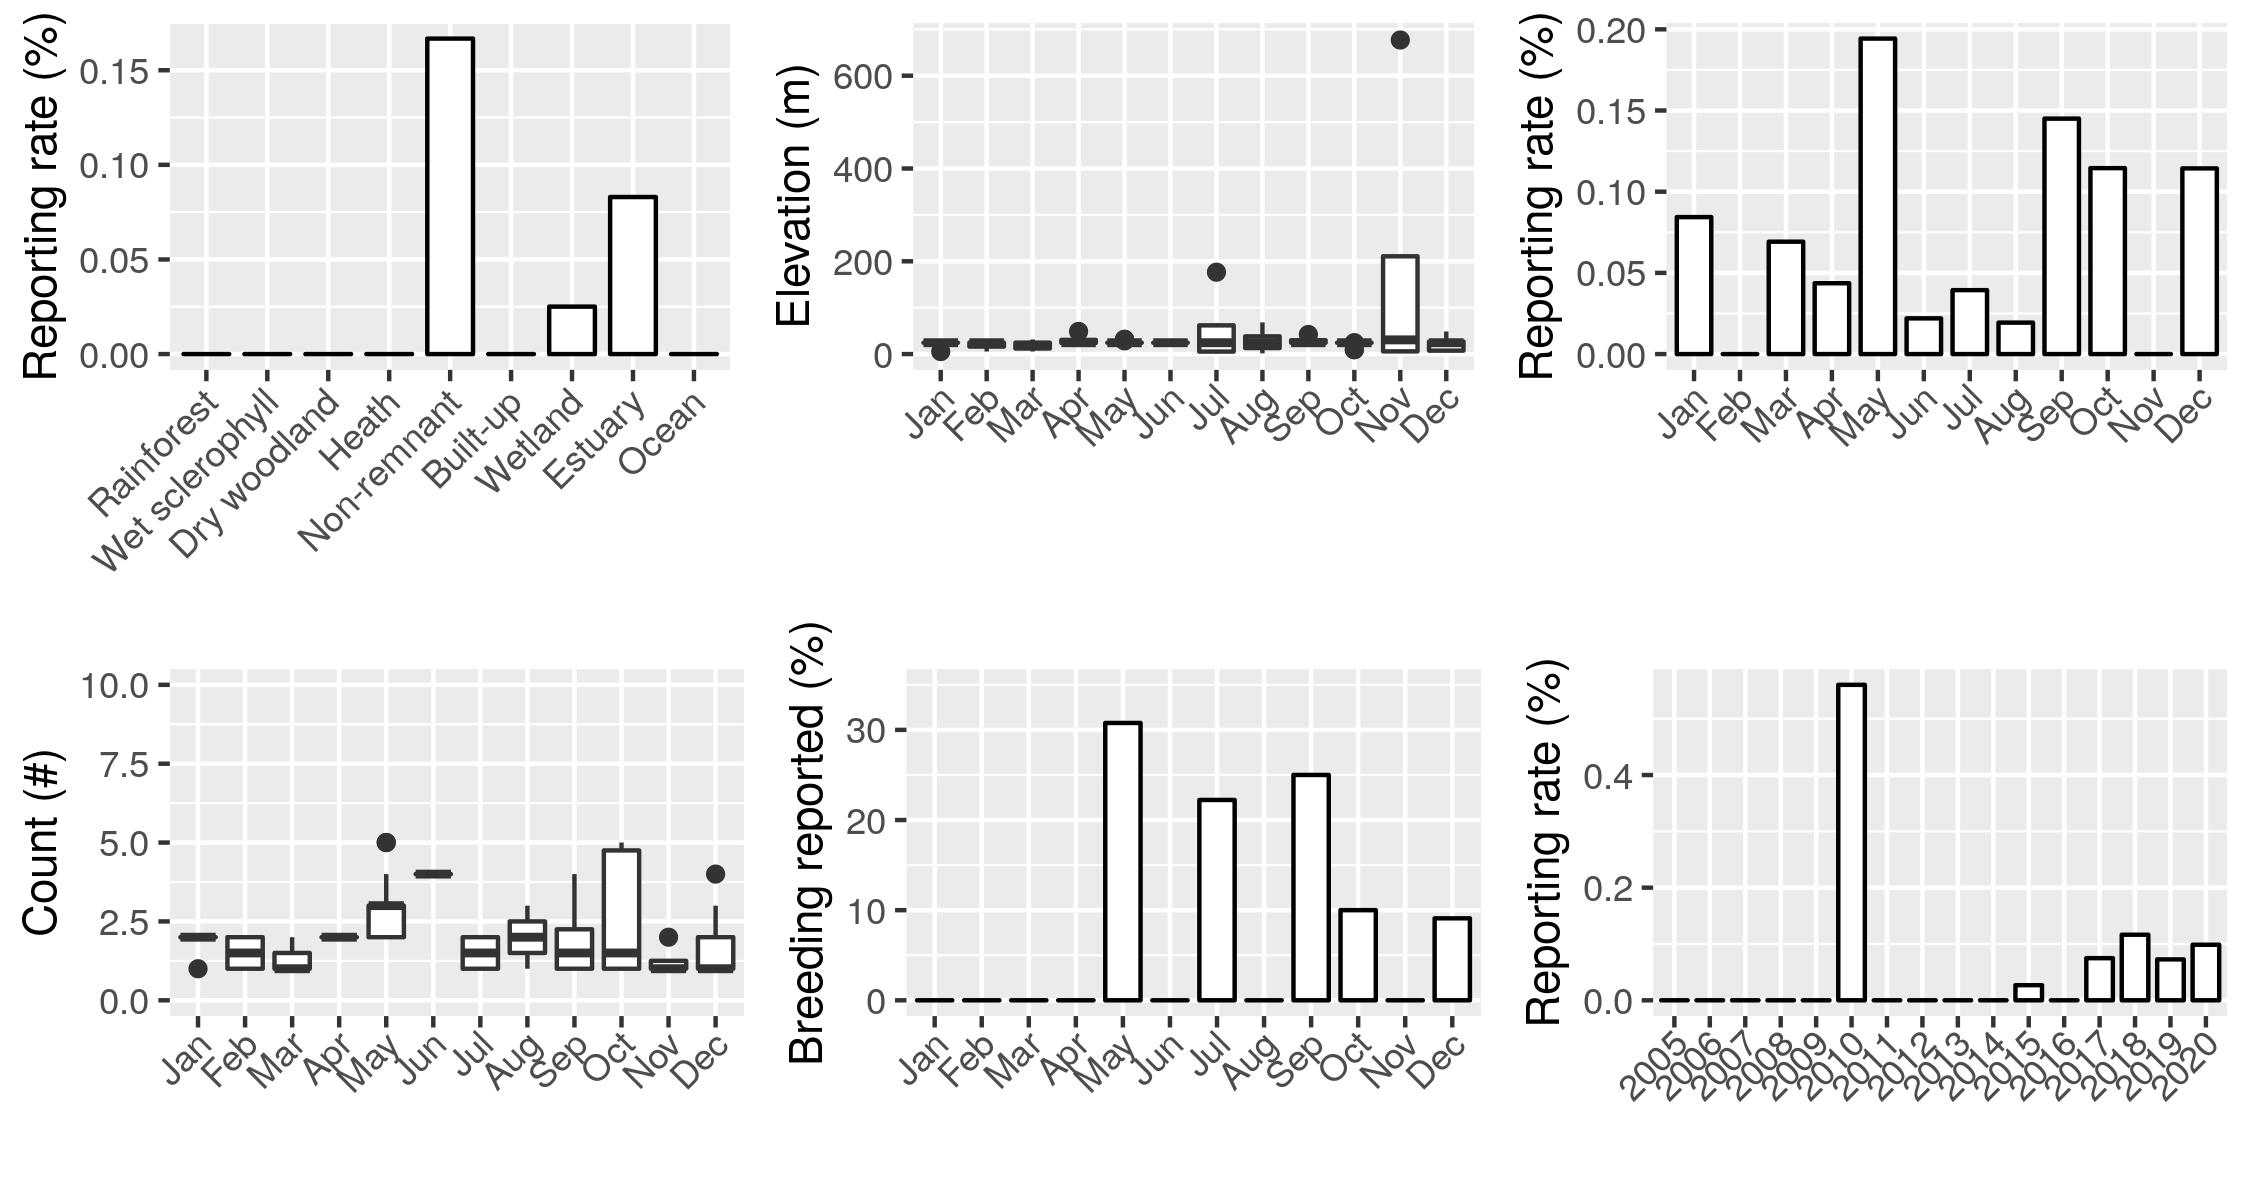 Reporting rate (%)
0.15
0.10
0.05
0.00
Rainforest
Wet sclerophyll
Dry woodland
Heath
Non-remnant
Built-up
Wetland
Estuary
Ocean
Elevation (m)
600
400
200
0
Jan
Feb
Mar
Apr
May
Jun
Jul
Aug
Sep
Oct
Nov
Dec
Reporting rate (%)
0.20
0.15
0.10
0.05
0.00
Jan
Feb
Mar
Apr
May
Jun
Jul
Aug
Sep
Oct
Nov
Dec
Count (#)
10.0
7.5
5.0
2.5
0.0
Jan
Feb
Mar
Apr
May
Jun
Jul
Aug
Sep
Oct
Nov
Dec
Breeding reported (%)
30
20
10
0
Jan
Feb
Mar
Apr
May
Jun
Jul
Aug
Sep
Oct
Nov
Dec
Reporting rate (%)
0.4
0.2
0.0
2005
2006
2007
2008
2009
2010
2011
2012
2013
2014
2015
2016
2017
2018
2019
2020